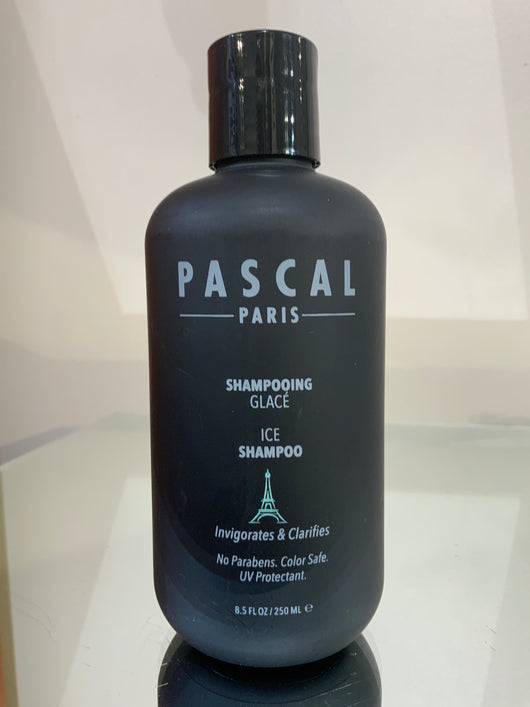 PASCAL
PARIS
SHAMPOOING
GLACÉ
ICE
SHAMPOO
Invigorates & Clarifies
No Parabens. Color Safe.
UV Protectant.
8.5 FL OZ / 250 ML ℮